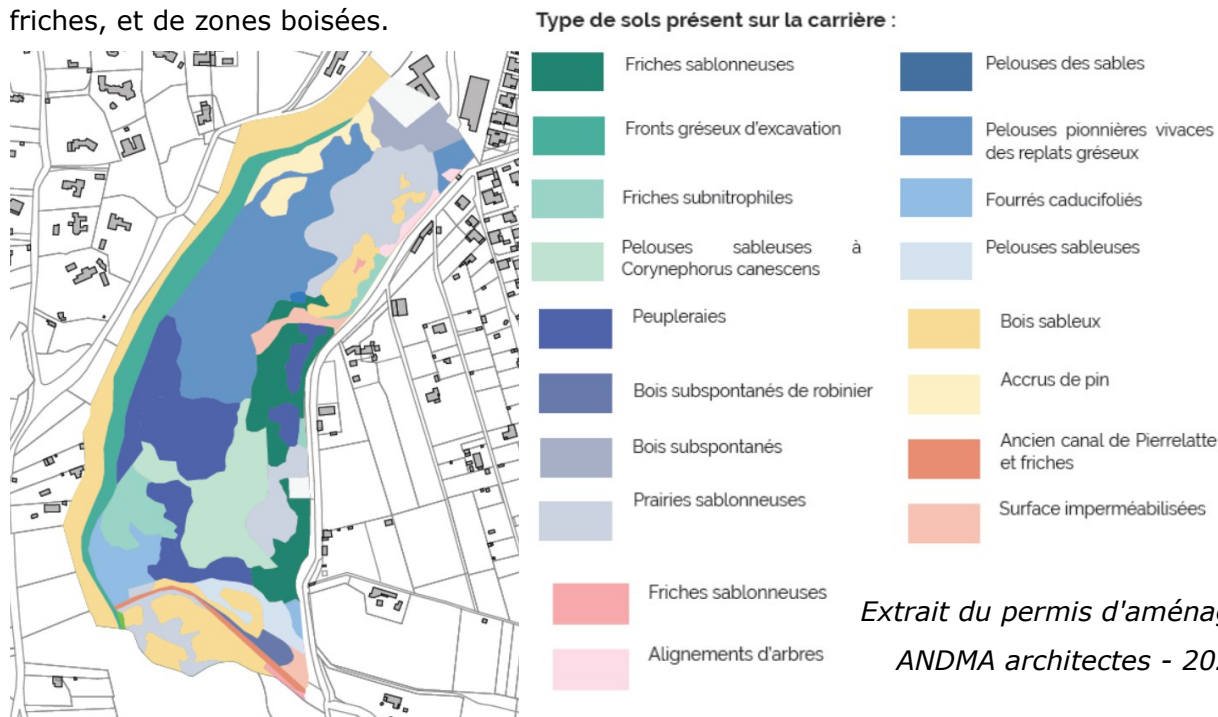 friches, et de zones boisées.
Type de sols présent sur la carrière :
Friches sablonneuses
Fronts gréseux d'excavation
Friches subnitrophiles
Pelouses sableuses à
Corynephorus canescens
Peupleraies
Bois subspontanés de robinier
Bois subspontanés
Prairies sablonneuses
Friches sablonneuses
Alignements d'arbres
Pelouses des sables
Pelouses pionnières vivaces
des replats gréseux
Fourrés caducifoliés
Pelouses sableuses
Bois sableux
Accrus de pin
Ancien canal de Pierrelatte
et friches
Surface imperméabilisées
Extrait du permis d'aménag
ANDMA architectes - 20